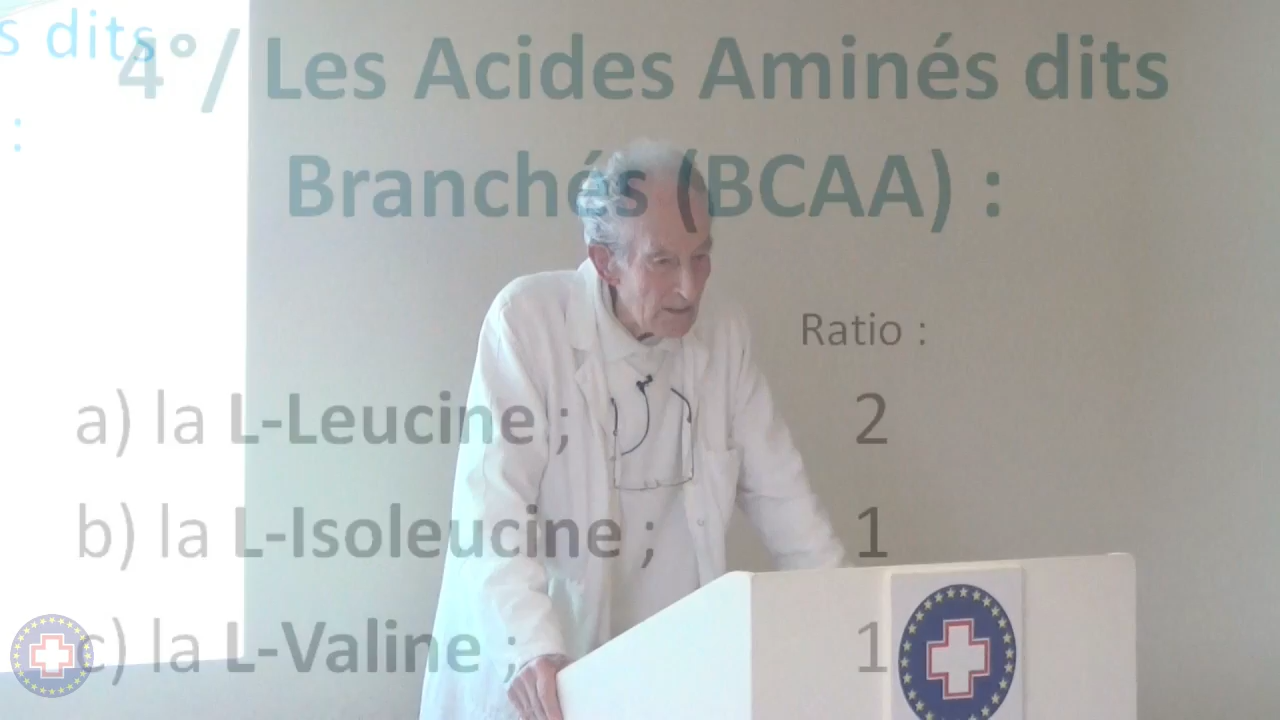 s dits
:
4°/ Les Acides Aminés dits
Branchés (BCAA) :
Ratio :
a) la L-Leucine ; 2
b) la L-Isoleucine ; 1
c) la L-Valine ; 1